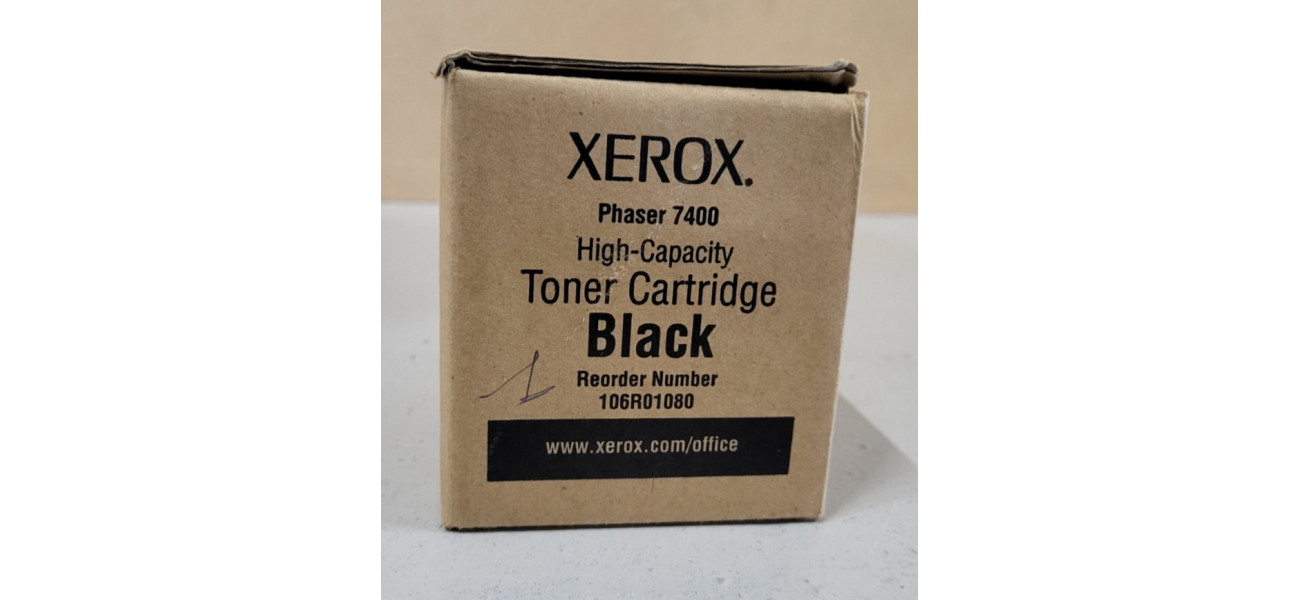 XEROX.
Phaser 7400
High-Capacity
Toner Cartridge
Black
Reorder Number
106R01080
1
www.xerox.com/office